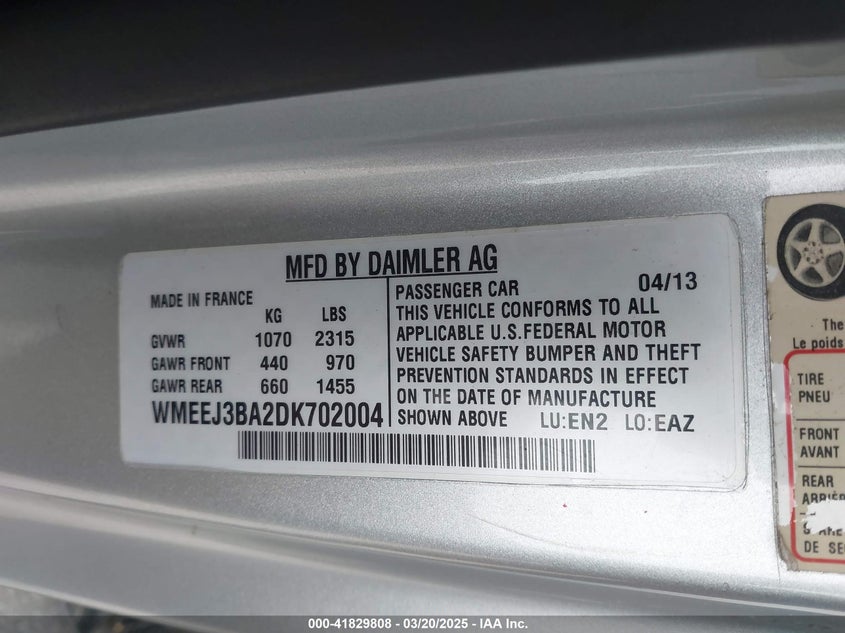 MFD BY DAIMLER AG
MADE IN FRANCE
KG LBS
GVWR 1070 2315
GAWR FRONT 440 970
GAWR REAR 660 1455
WMEEJ3BA2DK702004
PASSENGER CAR 04/13
THIS VEHICLE CONFORMS TO ALL
APPLICABLE U.S.FEDERAL MOTOR
VEHICLE SAFETY BUMPER AND THEFT
PREVENTION STANDARDS IN EFFECT
ON THE DATE OF MANUFACTURE
SHOWN ABOVE LU:EN2 LO:EAZ
The
Le poids
TIRE
PNEU
FRONT
AVANT
REAR
DE
000-41829808 - 03/20/2025 - IAA Inc.